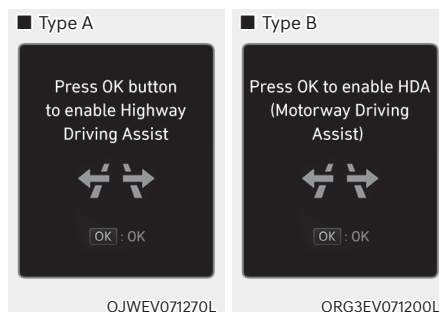 ■ Type A
Press OK button
to enable Highway
Driving Assist
OK : OK
OJWEV071270L
■ Type B
Press OK to enable HDA
(Motorway Driving
Assist)
OK : OK
ORG3EV071200L